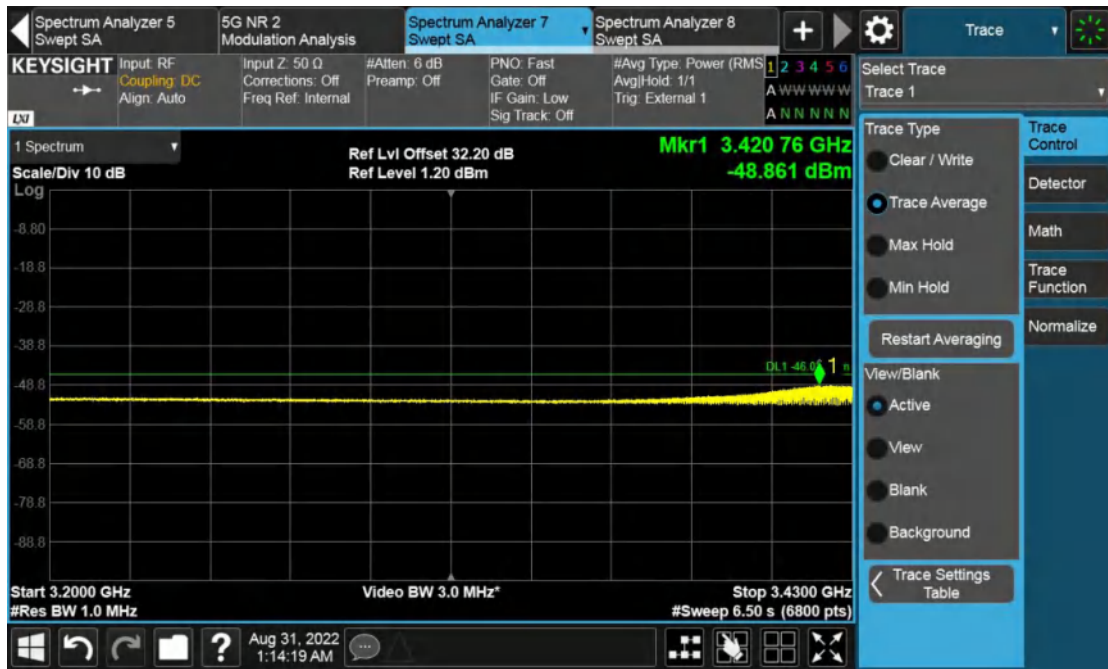 Spectrum Analyzer 5
Swept SA
5G NR 2
Modulation Analysis
Spectrum Analyzer 7
Swept SA
Spectrum Analyzer 8
Swept SA
+
Trace
KEYSIGHT
LXI
Input: RF
Coupling: DC
Align: Auto
Input Z: 50 Ω
Corrections: Off
Freq Ref: Internal
#Atten: 6 dB
Preamp: Off
PNO: Fast
Gate: Off
IF Gain: Low
Sig Track: Off
#Avg Type: Power (RMS
Avg|Hold: 1/1
Trig: External 1
1 2 3 4 5 6
A W W W W W
A N N N N N
Select Trace
Trace 1
1 Spectrum
Scale/Div 10 dB
Log
Ref Lvl Offset 32.20 dB
Ref Level 1.20 dBm
Mkr1 3.420 76 GHz
-48.861 dBm
-8.80
-18.8
-28.8
-38.8
-48.8
-58.8
-68.8
-78.8
-88.8
DL1 -46.0
1
Start 3.2000 GHz
#Res BW 1.0 MHz
Video BW 3.0 MHz*
Stop 3.4300 GHz
#Sweep 6.50 s (6800 pts)
Trace Type
Clear / Write
Trace Average
Max Hold
Min Hold
Restart Averaging
View/Blank
Active
View
Blank
Background
Trace Settings
Table
Trace
Control
Detector
Math
Trace
Function
Normalize
?
Aug 31, 2022
1:14:19 AM